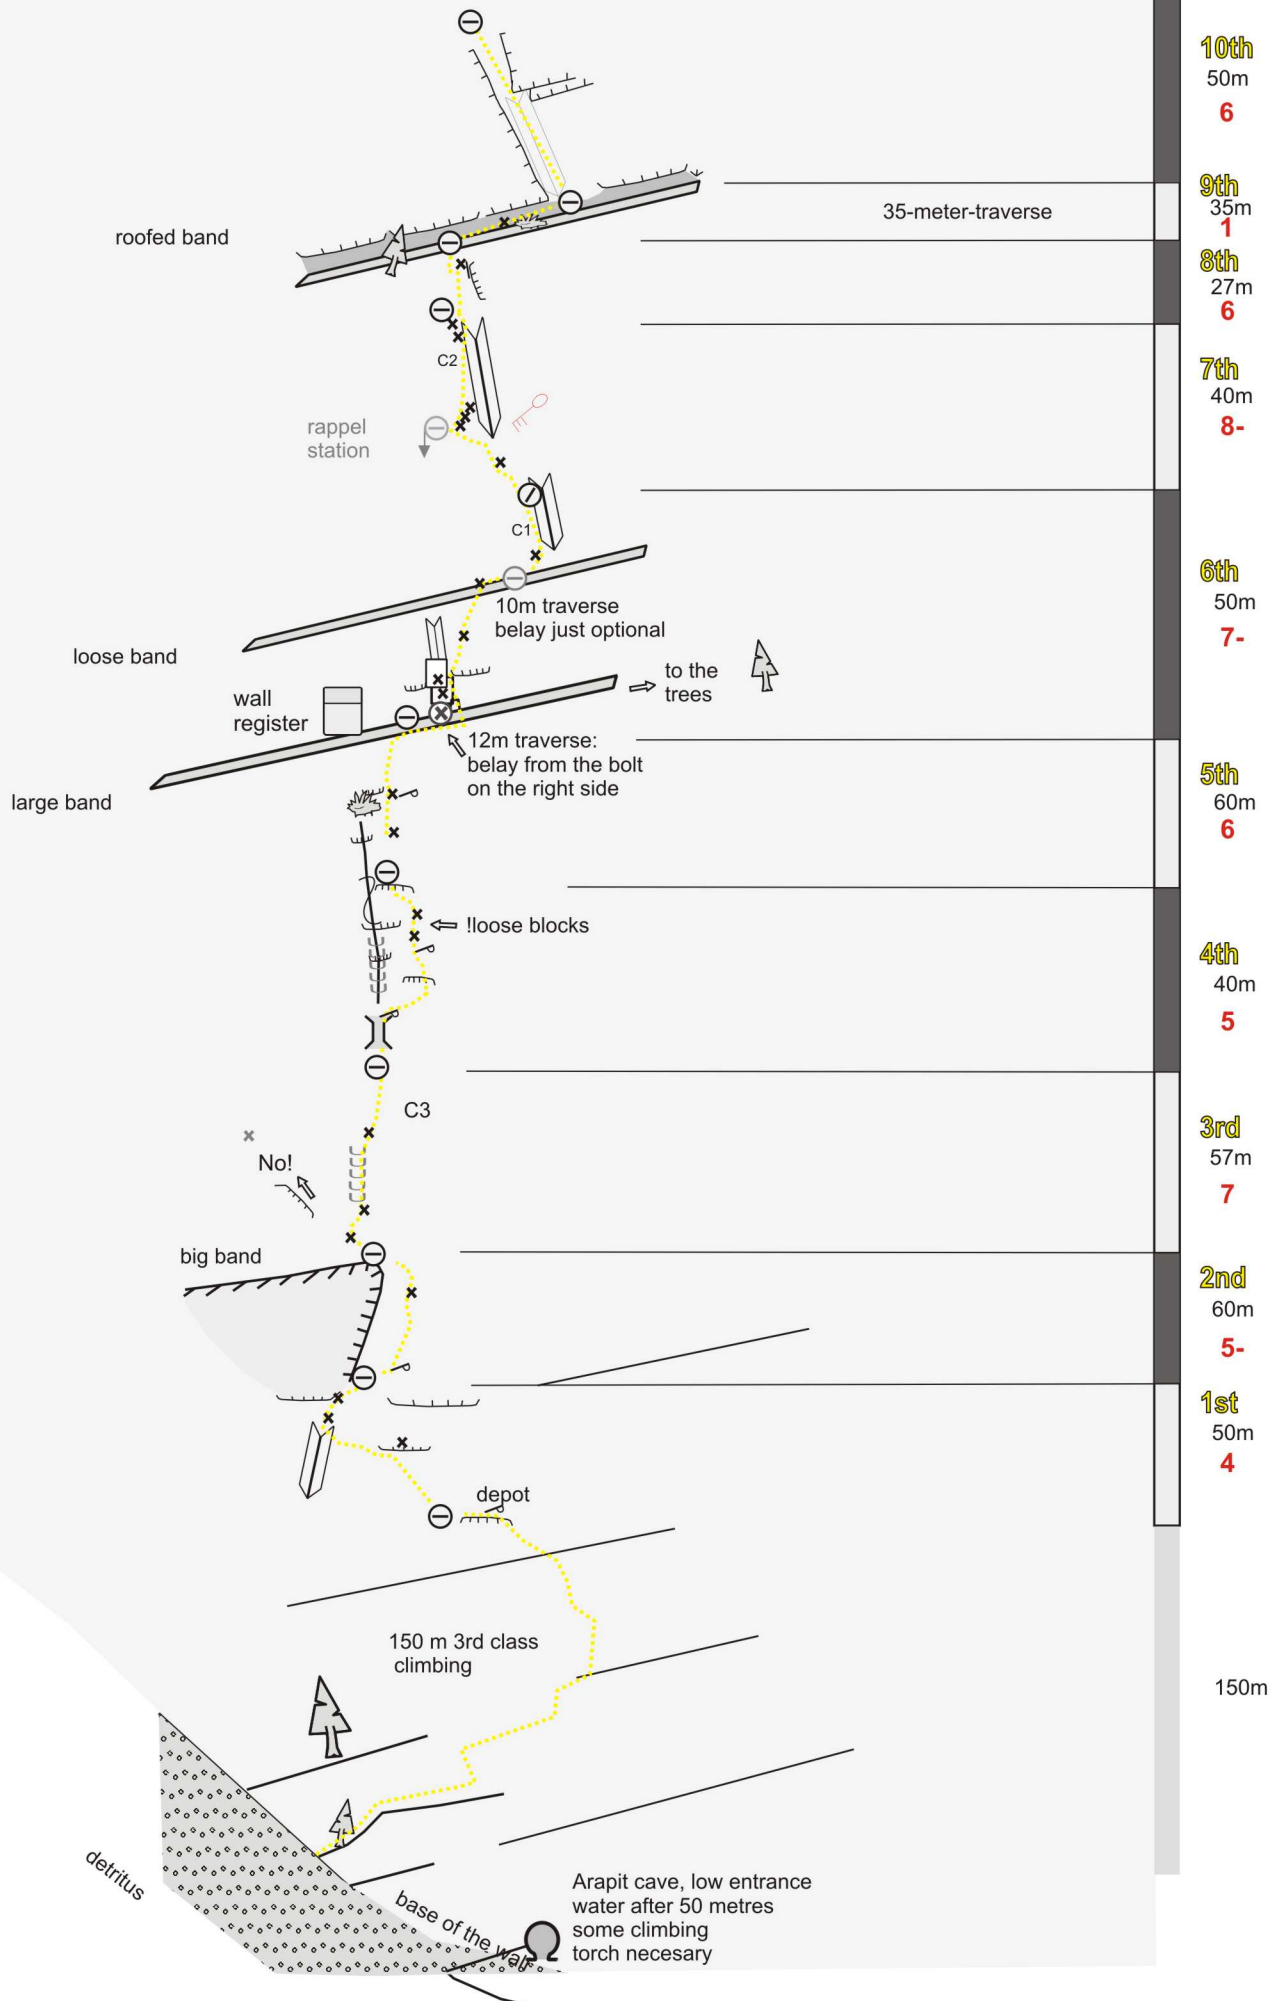 10th
50m
6
9th
35m
1
35-meter-traverse
roofed band
8th
27m
6
7th
40m
8-
C2
rappel
station
C1
6th
50m
7-
10m traverse
belay just optional
loose band
to the
trees
wall
register
12m traverse:
belay from the bolt
on the right side
large band
5th
60m
6
!loose blocks
4th
40m
5
C3
3rd
57m
7
No!
big band
2nd
60m
5-
1st
50m
4
depot
150 m 3rd class
climbing
150m
detritus
base of the wall
Arapit cave, low entrance
water after 50 metres
some climbing
torch necesary